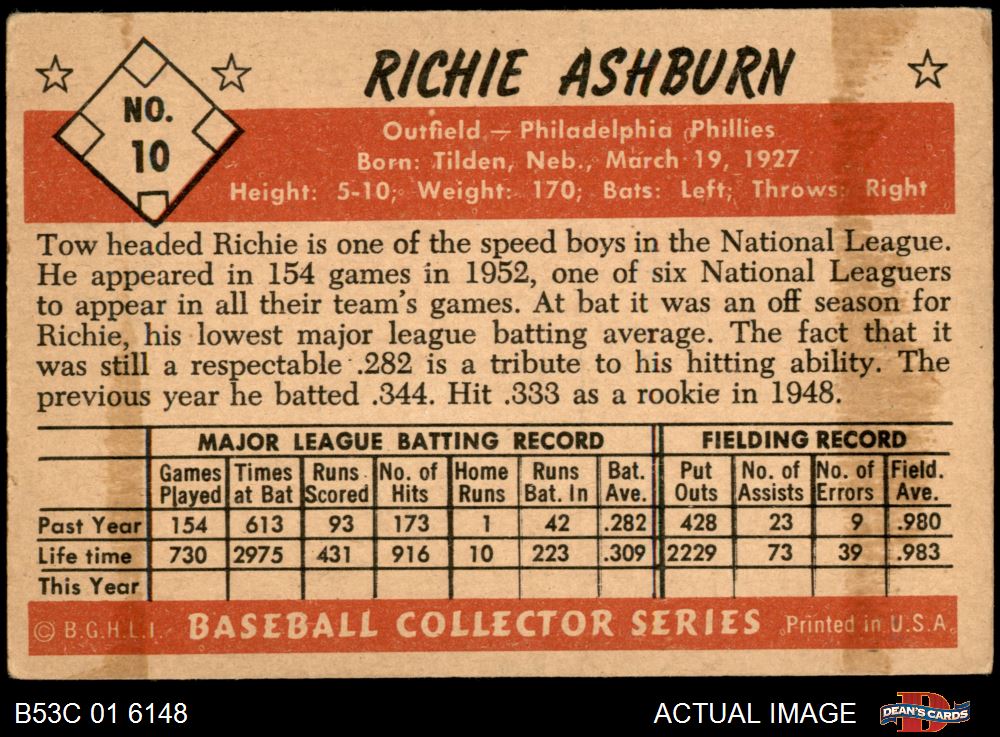 RICHIE ASHBURN
NO.
10
Outfield — Philadelphia Phillies
Born: Tilden, Neb., March 19, 1927
Height: 5-10; Weight: 170; Bats: Left; Throws: Right
Tow headed Richie is one of the speed boys in the National League.
He appeared in 154 games in 1952, one of six National Leaguers
to appear in all their team's games. At bat it was an off season for
Richie, his lowest major league batting average. The fact that it
was still a respectable .282 is a tribute to his hitting ability. The
previous year he batted .344. Hit .333 as a rookie in 1948.
MAJOR LEAGUE BATTING RECORD FIELDING RECORD
Games Times Runs No. of Home Runs Bat. Put No. of No. of Field.
Played at Bat Scored Hits Runs Bat. In Ave. Outs Assists Errors Ave.
Past Year 154 613 93 173 1 42 .282 428 23 9 .980
Life time 730 2975 431 916 10 223 .309 2229 73 39 .983
This Year
© B.G.H.L.I. BASEBALL COLLECTOR SERIES Printed in U.S.A.
B53C 01 6148 ACTUAL IMAGE DEAN'S CARDS